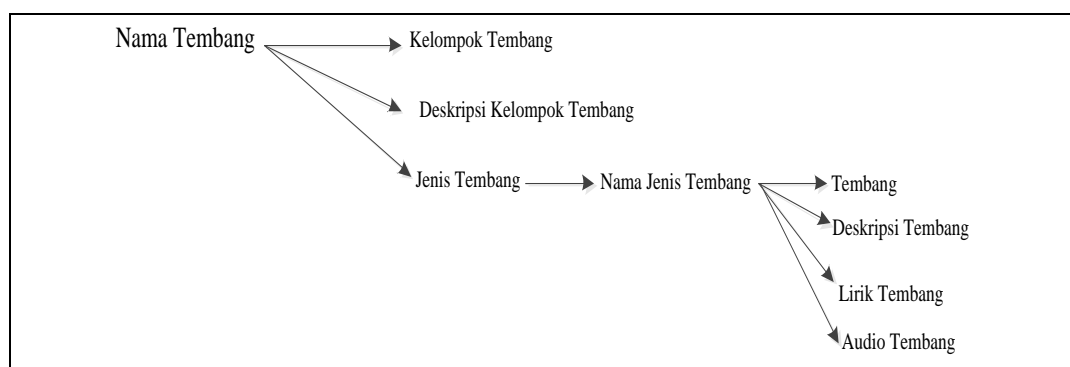 Nama Tembang
Kelompok Tembang
Deskripsi Kelompok Tembang
Jenis Tembang
Nama Jenis Tembang
Tembang
Deskripsi Tembang
Lirik Tembang
Audio Tembang